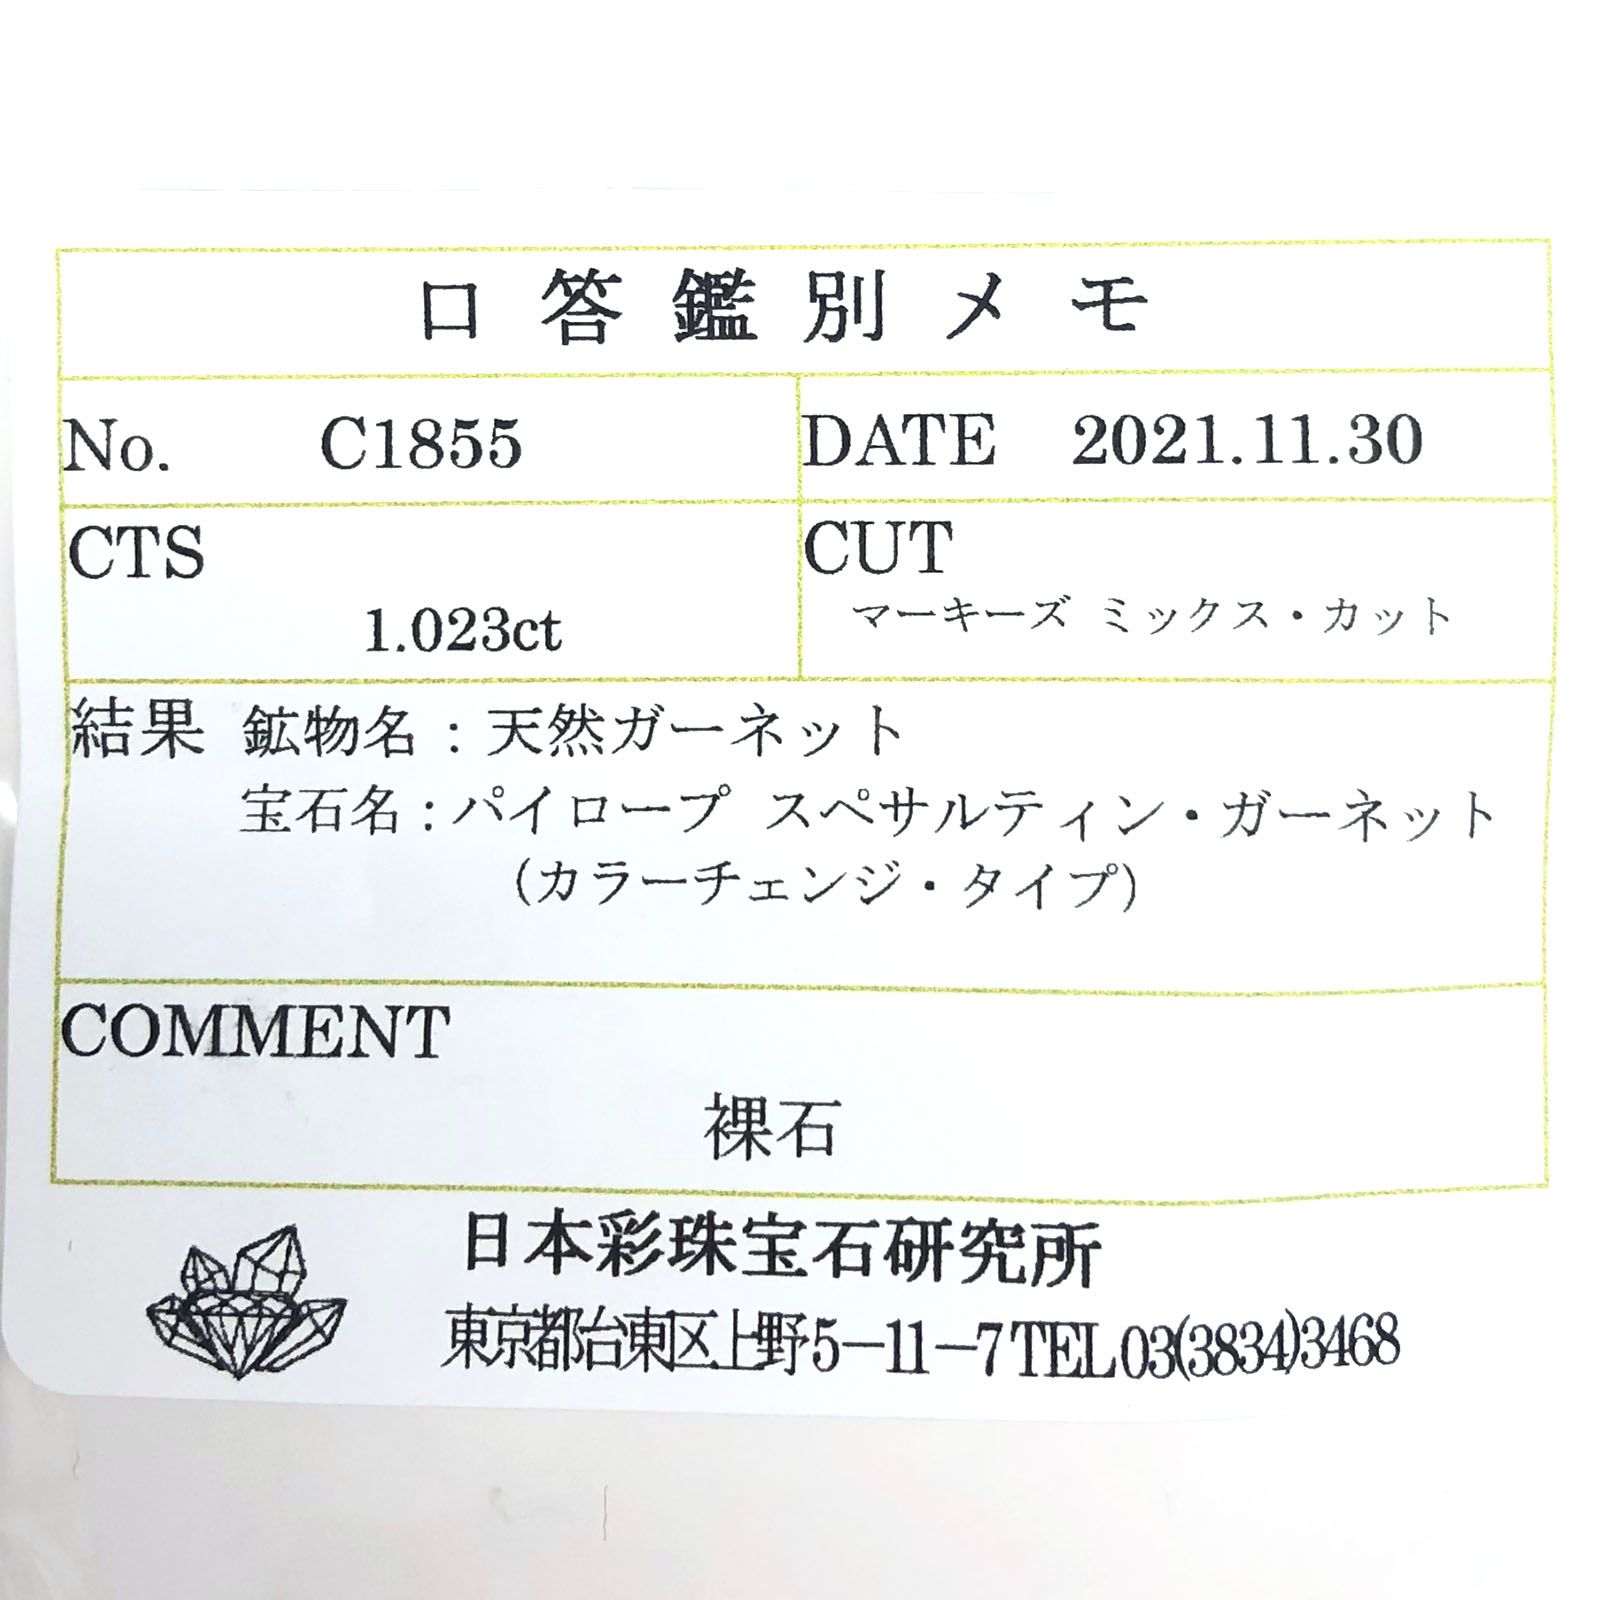 口答鑑別メモ
No. C1855 DATE 2021.11.30
CTS CUT
1.023ct マーキーズ ミックス・カット
結果 鉱物名：天然ガーネット
宝石名：パイロープ スペサルティン・ガーネット
(カラーチェンジ・タイプ)
COMMENT
裸石
日本彩珠宝石研究所
東京都台東区上野5－11－7 TEL 03(3834)3468